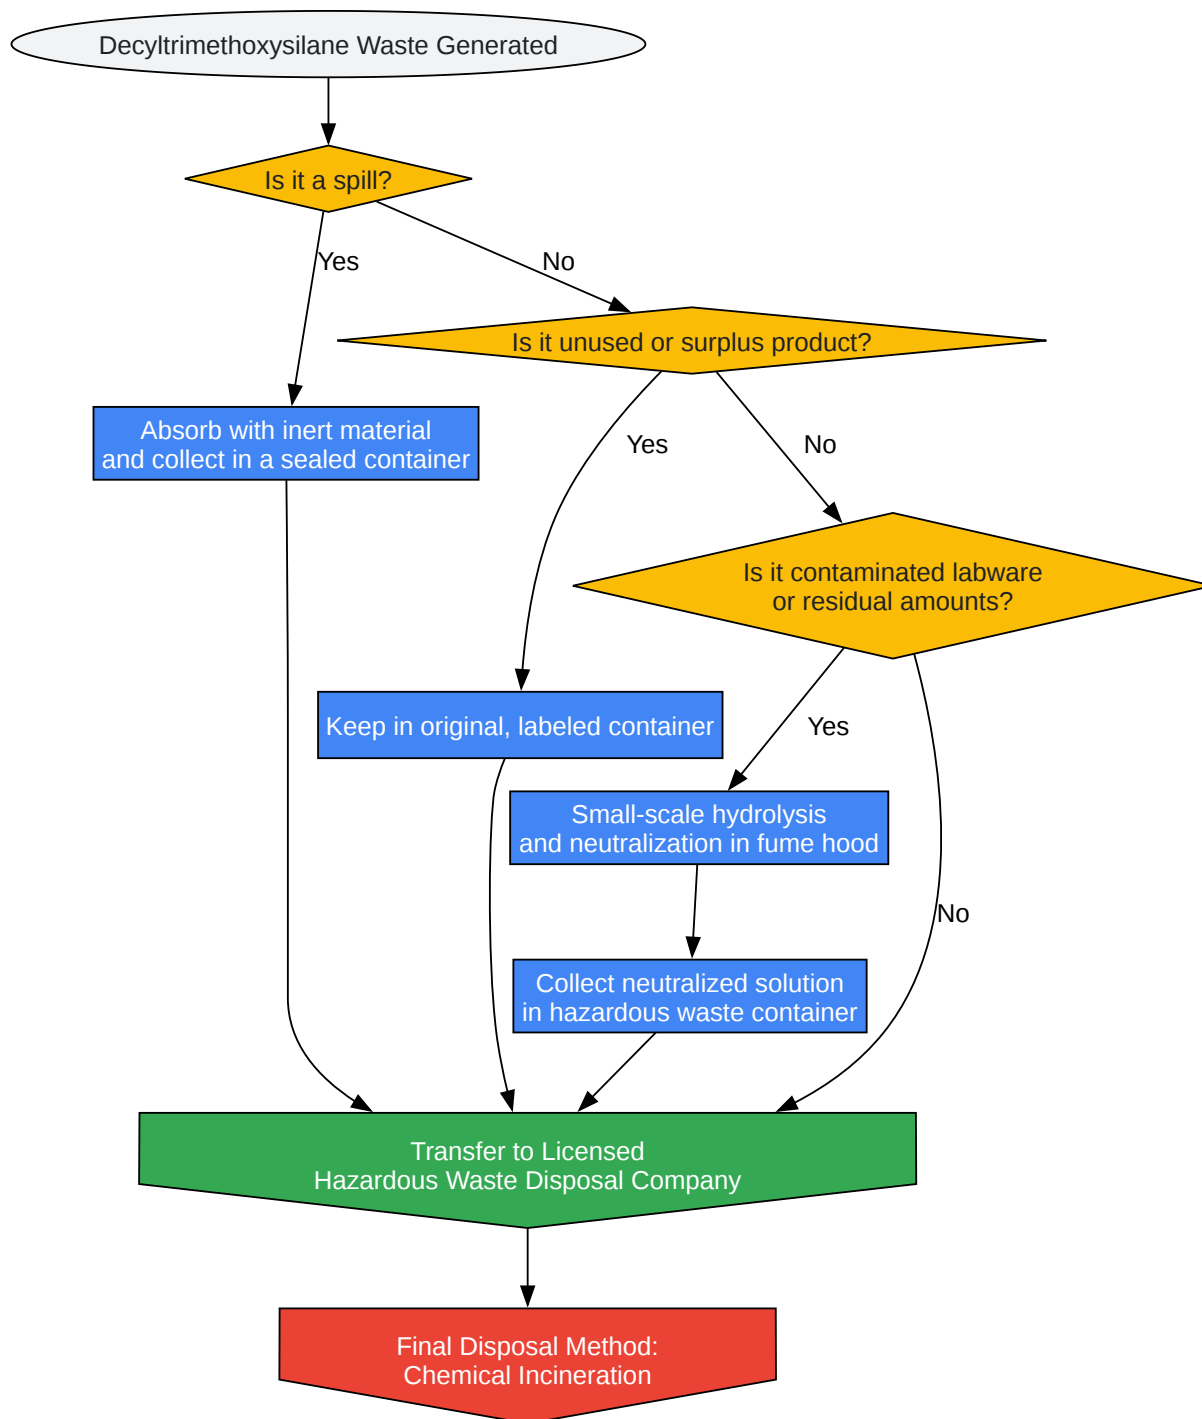 Decyltrimethoxysilane Waste Generated
Is it a spill?
Yes
No
Is it unused or surplus product?
Absorb with inert material
and collect in a sealed container
Yes
No
Is it contaminated labware
or residual amounts?
Keep in original, labeled container
Yes
Small-scale hydrolysis
and neutralization in fume hood
No
Collect neutralized solution
in hazardous waste container
Transfer to Licensed
Hazardous Waste Disposal Company
Final Disposal Method:
Chemical Incineration